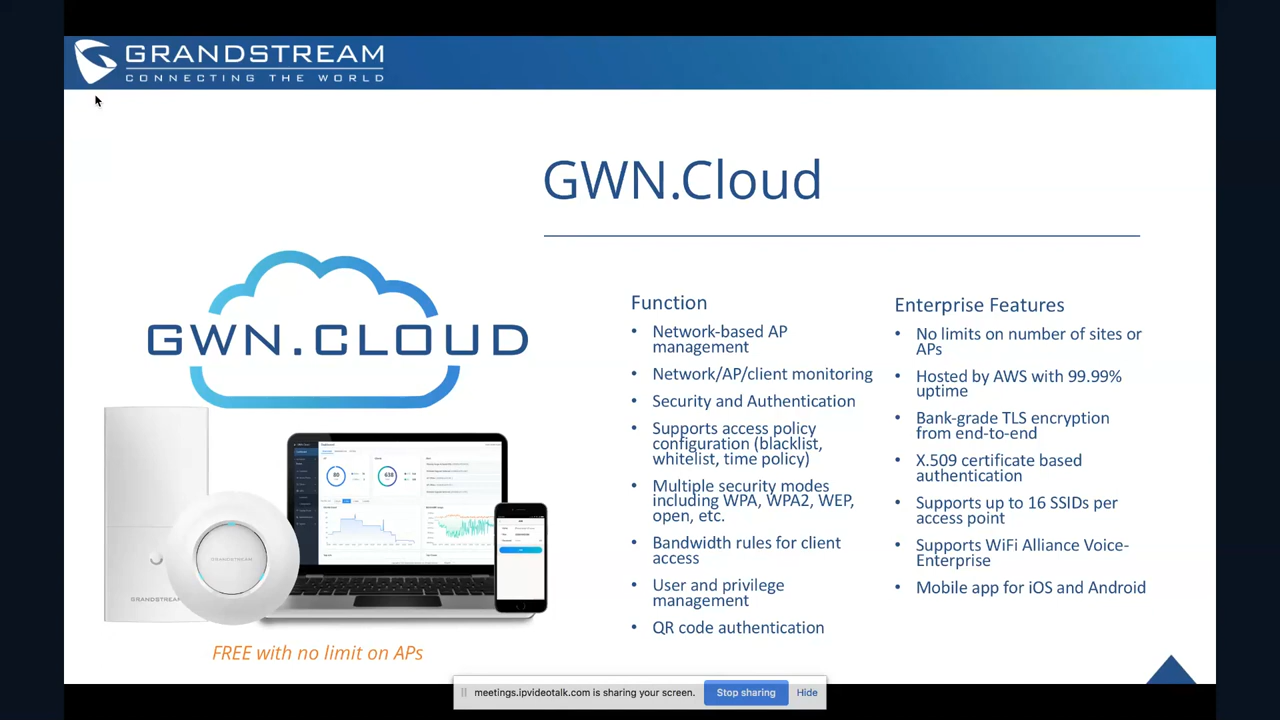 GRANDSTREAM
CONNECTING THE WORLD
GWN.Cloud
GWN.CLOUD
GRANDSTREAM
GRANDSTREAM
80
638
FREE with no limit on APs
Function
• Network-based AP
management
• Network/AP/client monitoring
• Security and Authentication
• Supports access policy
configuration (blacklist,
whitelist, time policy)
• Multiple security modes
including WPA, WPA2, WEP,
open, etc.
• Bandwidth rules for client
access
• User and privilege
management
• QR code authentication
Enterprise Features
• No limits on number of sites or
APs
• Hosted by AWS with 99.99%
uptime
• Bank-grade TLS encryption
from end-to-end
• X.509 certificate based
authentication
• Supports up to 16 SSIDs per
access point
• Supports WiFi Alliance Voice-
Enterprise
• Mobile app for iOS and Android
meetings.ipvideotalk.com is sharing your screen.
Stop sharing
Hide